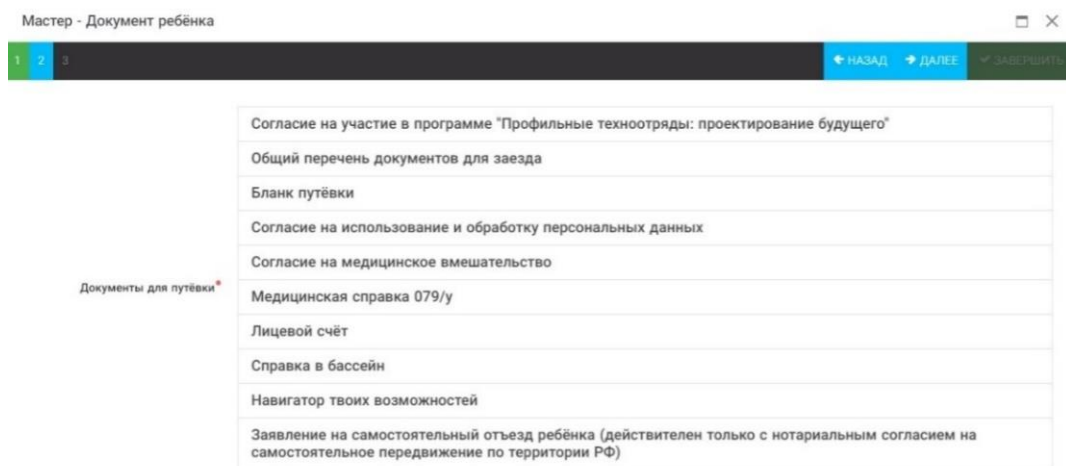 Мастер - Документ ребёнка
1 2 3 НАЗАД ДАЛЕЕ ЗАВЕРШИТЬ
Согласие на участие в программе "Профильные техноотряды: проектирование будущего"
Общий перечень документов для заезда
Бланк путёвки
Согласие на использование и обработку персональных данных
Согласие на медицинское вмешательство
Документы для путёвки*
Медицинская справка 079/у
Лицевой счёт
Справка в бассейн
Навигатор твоих возможностей
Заявление на самостоятельный отъезд ребёнка (действителен только с нотариальным согласием на
самостоятельное передвижение по территории РФ)